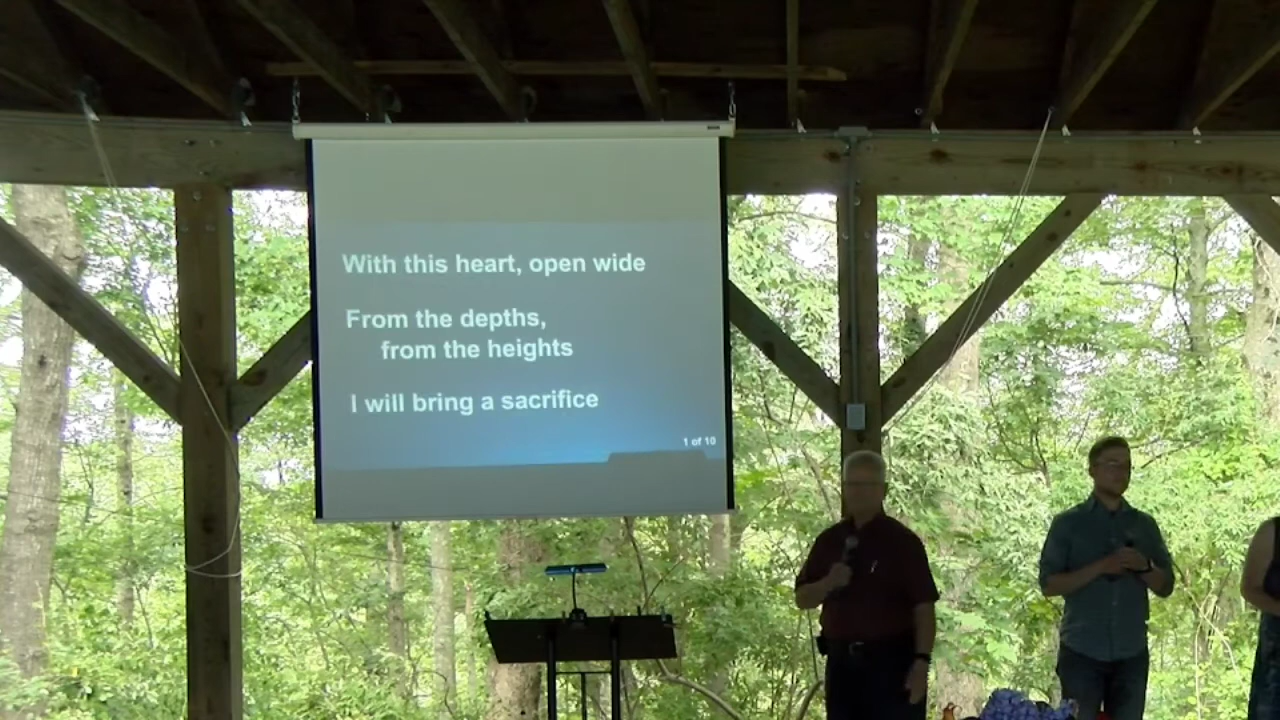 With this heart, open wide
From the depths,
from the heights
I will bring a sacrifice
1 of 10